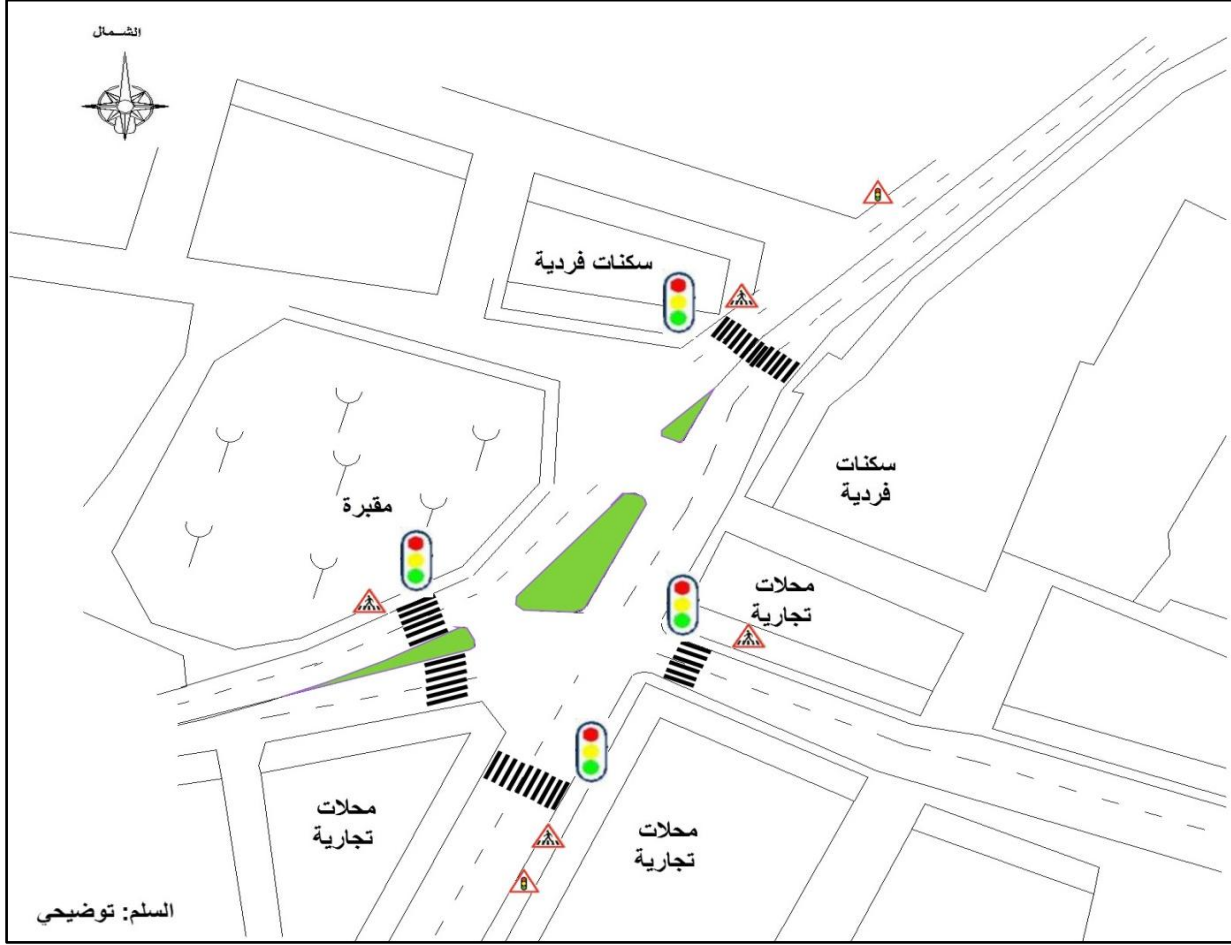 الشمال
سكنات فردية
سكنات
فردية
مقبرة
محلات
تجارية
محلات
تجارية
محلات
تجارية
السلم: توضيحي